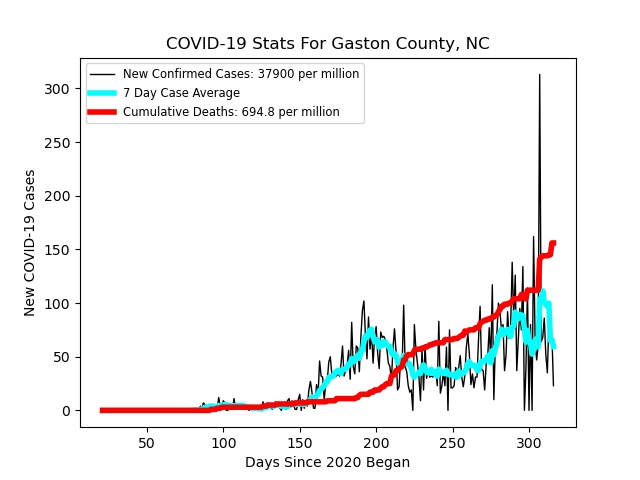 COVID-19 Stats For Gaston County, NC
New Confirmed Cases: 37900 per million
7 Day Case Average
Cumulative Deaths: 694.8 per million
New COVID-19 Cases
300
250
200
150
100
50
0
50 100 150 200 250 300
Days Since 2020 Began